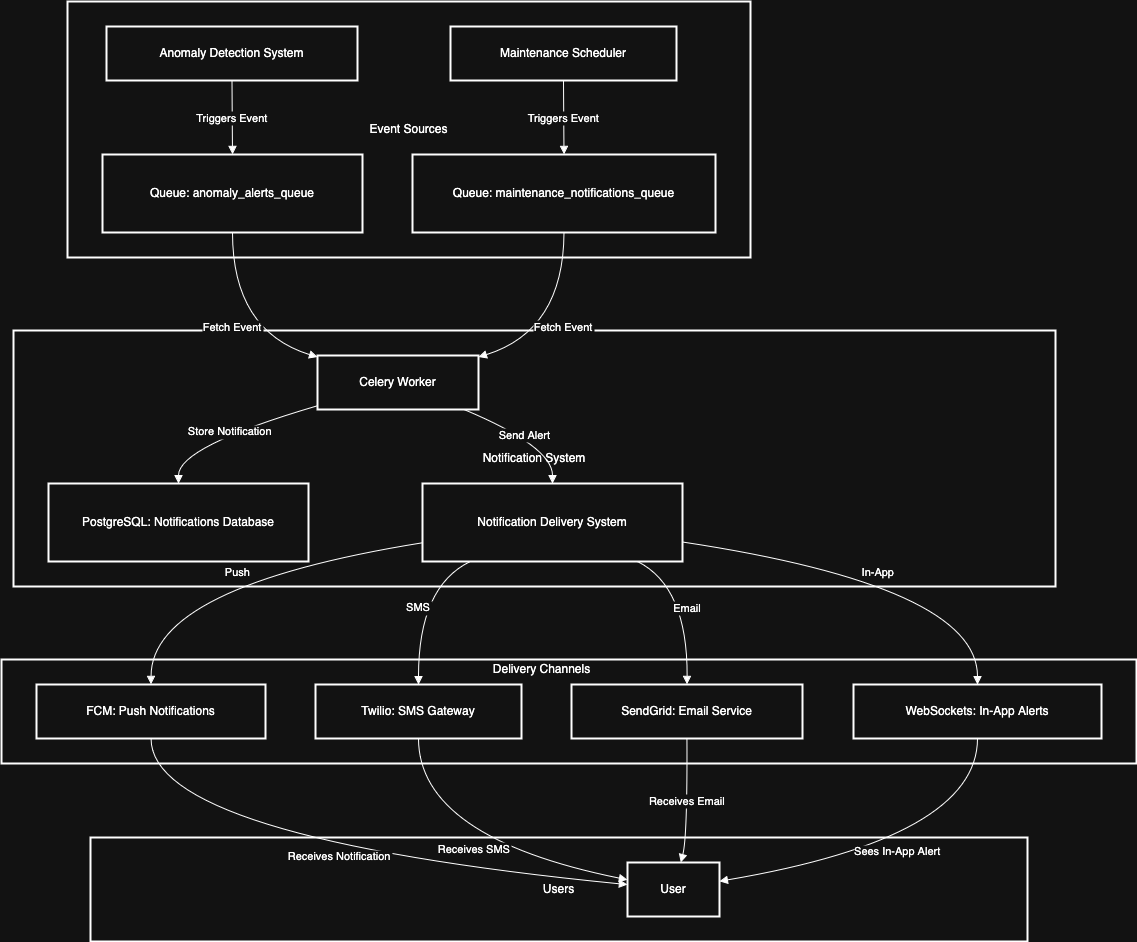 Anomaly Detection System
Maintenance Scheduler
Triggers Event
Triggers Event
Event Sources
Queue: anomaly_alerts_queue
Queue: maintenance_notifications_queue
Fetch Event
Fetch Event
Celery Worker
Store Notification
Send Alert
Notification System
PostgreSQL: Notifications Database
Notification Delivery System
Push
In-App
SMS
Email
Delivery Channels
FCM: Push Notifications
Twilio: SMS Gateway
SendGrid: Email Service
WebSockets: In-App Alerts
Receives Email
Receives Notification
Receives SMS
Sees In-App Alert
Users
User